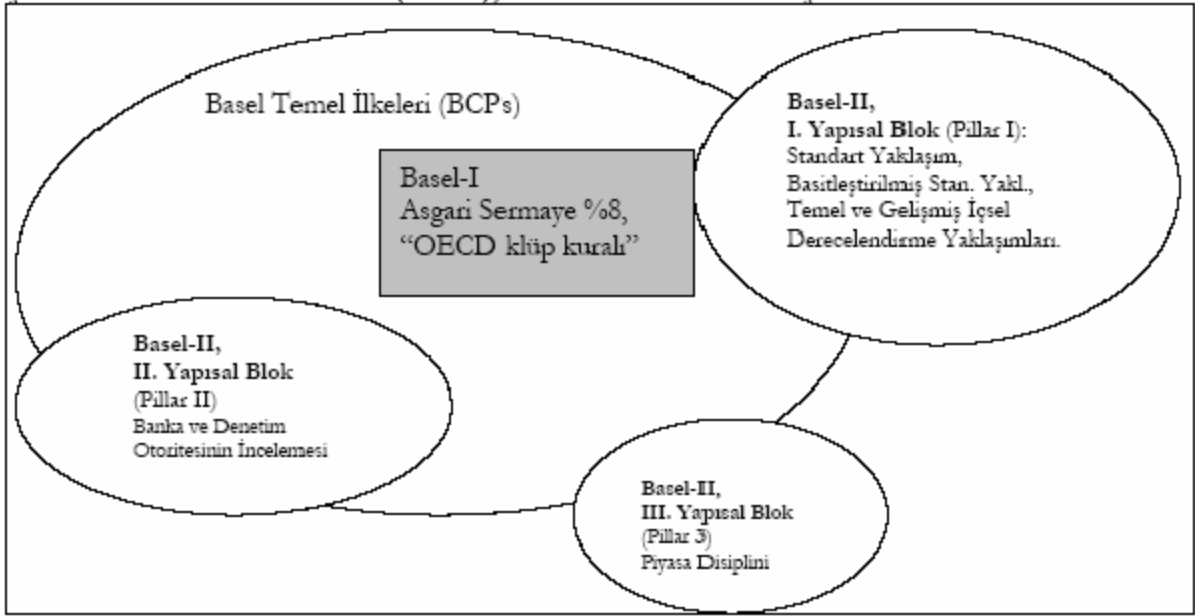 Basel Temel İlkeleri (BCPs)
Basel-I
Asgari Sermaye %8,
“OECD klüp kuralı”
Basel-II,
I. Yapısal Blok (Pillar I):
Standart Yaklaşım,
Basitleştirilmiş Stan. Yakl.,
Temel ve Gelişmiş İçsel
Derecelendirme Yaklaşımları.
Basel-II,
II. Yapısal Blok
(Pillar II)
Banka ve Denetim
Otoritesinin İncelemesi
Basel-II,
III. Yapısal Blok
(Pillar 3)
Piyasa Disiplini